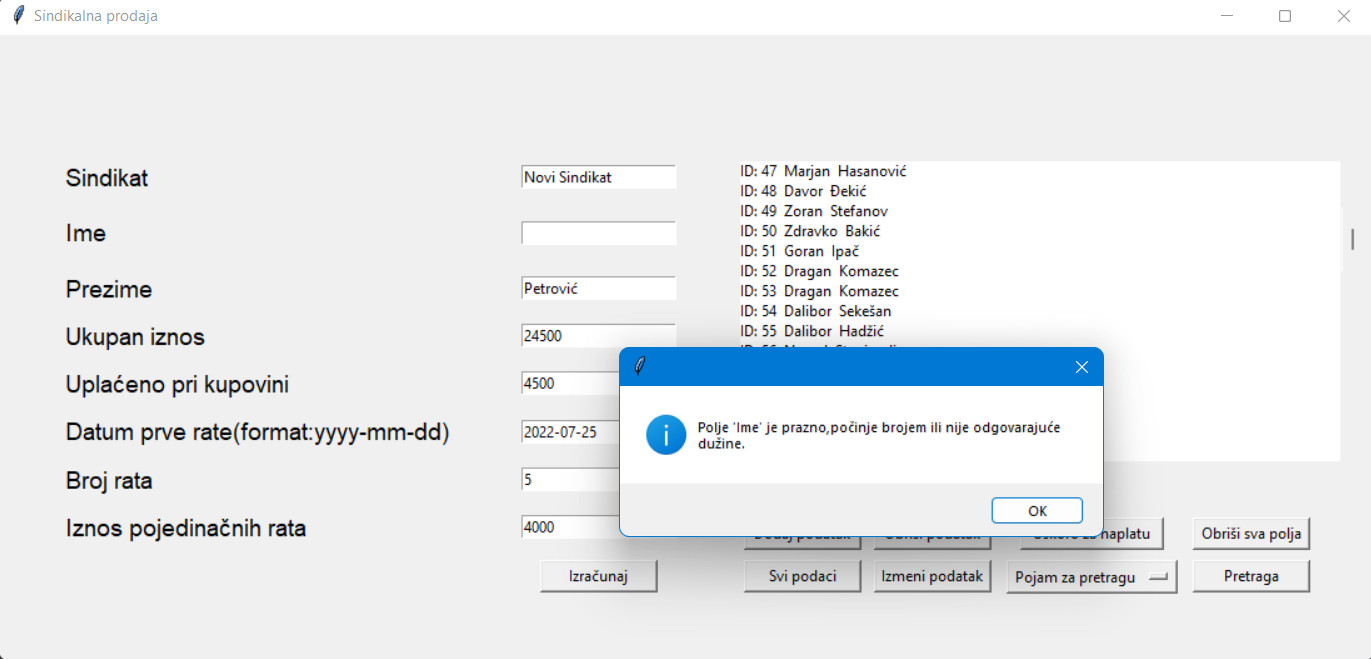 Sindikalna prodaja
Sindikat
Novi Sindikat
Ime
Prezime
Petrović
Ukupan iznos
24500
Uplaćeno pri kupovini
4500
Datum prve rate(format:yyyy-mm-dd)
2022-07-25
Broj rata
5
Iznos pojedinačnih rata
4000
Izračunaj
ID: 47 Marjan Hasanović
ID: 48 Davor Đekić
ID: 49 Zoran Stefanov
ID: 50 Zdravko Bakić
ID: 51 Goran Ipač
ID: 52 Dragan Komazec
ID: 53 Dragan Komazec
ID: 54 Dalibor Sekešan
ID: 55 Dalibor Hadžić
Polje 'Ime' je prazno,počinje brojem ili nije odgovarajuće
dužine.
OK
Dodaj podatak
Obriši podatak
naplatu
Obriši sva polja
Svi podaci
Izmeni podatak
Pojam za pretragu
Pretraga